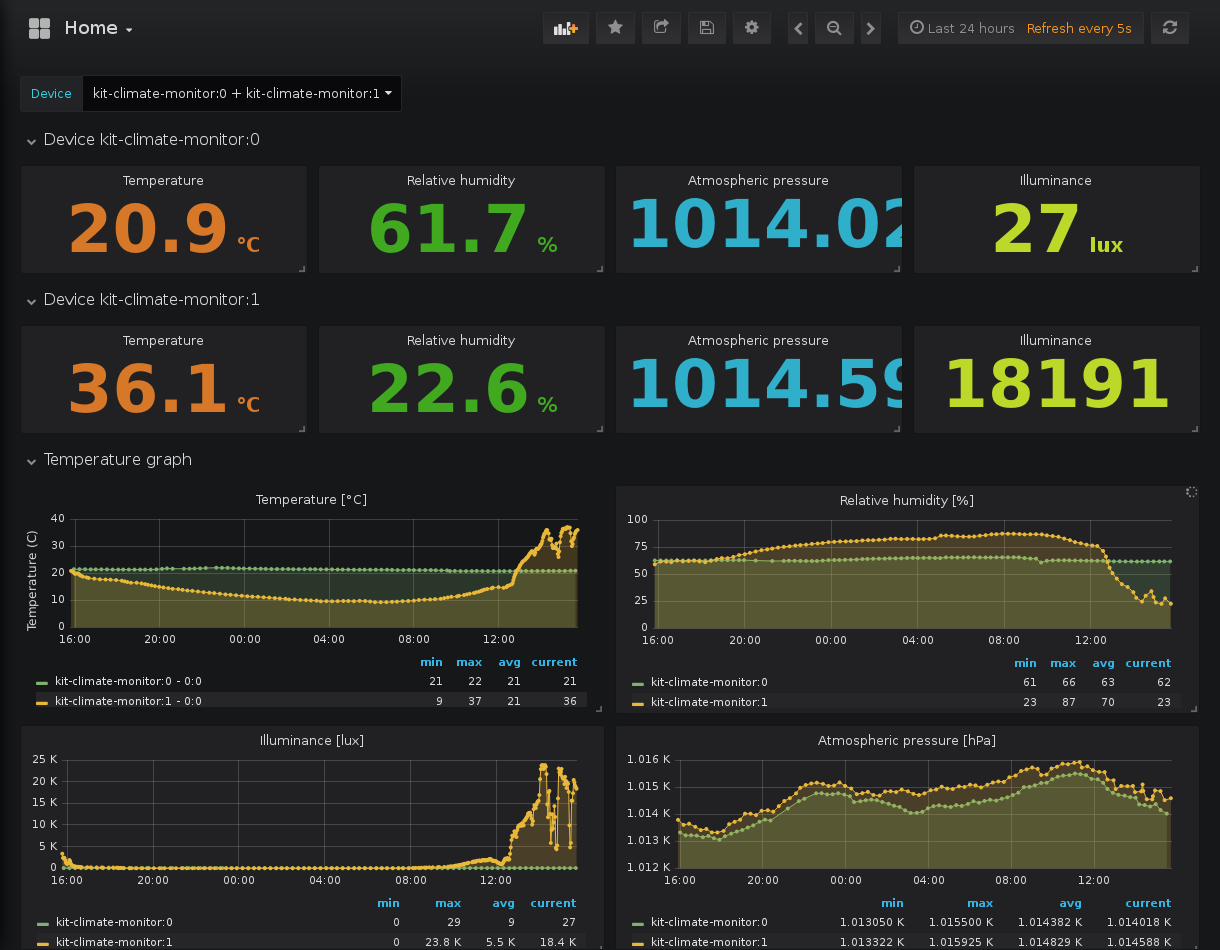 Home
Last 24 hours Refresh every 5s
Device kit-climate-monitor:0 + kit-climate-monitor:1
Device kit-climate-monitor:0
Temperature Relative humidity Atmospheric pressure Illuminance
20.9 °C 61.7 % 1014.02 27 lux
Device kit-climate-monitor:1
Temperature Relative humidity Atmospheric pressure Illuminance
36.1 °C 22.6 % 1014.59 18191
Temperature graph
Temperature [°C]
Temperature (C)
40
30
20
10
0
16:00 20:00 00:00 04:00 08:00 12:00
min max avg current
kit-climate-monitor:0 - 0:0 21 22 21 21
kit-climate-monitor:1 - 0:0 9 37 21 36
Relative humidity [%]
100
75
50
25
0
16:00 20:00 00:00 04:00 08:00 12:00
min max avg current
kit-climate-monitor:0 61 66 63 62
kit-climate-monitor:1 23 87 70 23
Illuminance [lux]
25 K
20 K
15 K
10 K
5 K
0
16:00 20:00 00:00 04:00 08:00 12:00
min max avg current
kit-climate-monitor:0 0 29 9 27
kit-climate-monitor:1 0 23.8 K 5.5 K 18.4 K
Atmospheric pressure [hPa]
1.016 K
1.015 K
1.014 K
1.013 K
1.012 K
16:00 20:00 00:00 04:00 08:00 12:00
min max avg current
kit-climate-monitor:0 1.013050 K 1.015500 K 1.014382 K 1.014018 K
kit-climate-monitor:1 1.013322 K 1.015925 K 1.014829 K 1.014588 K